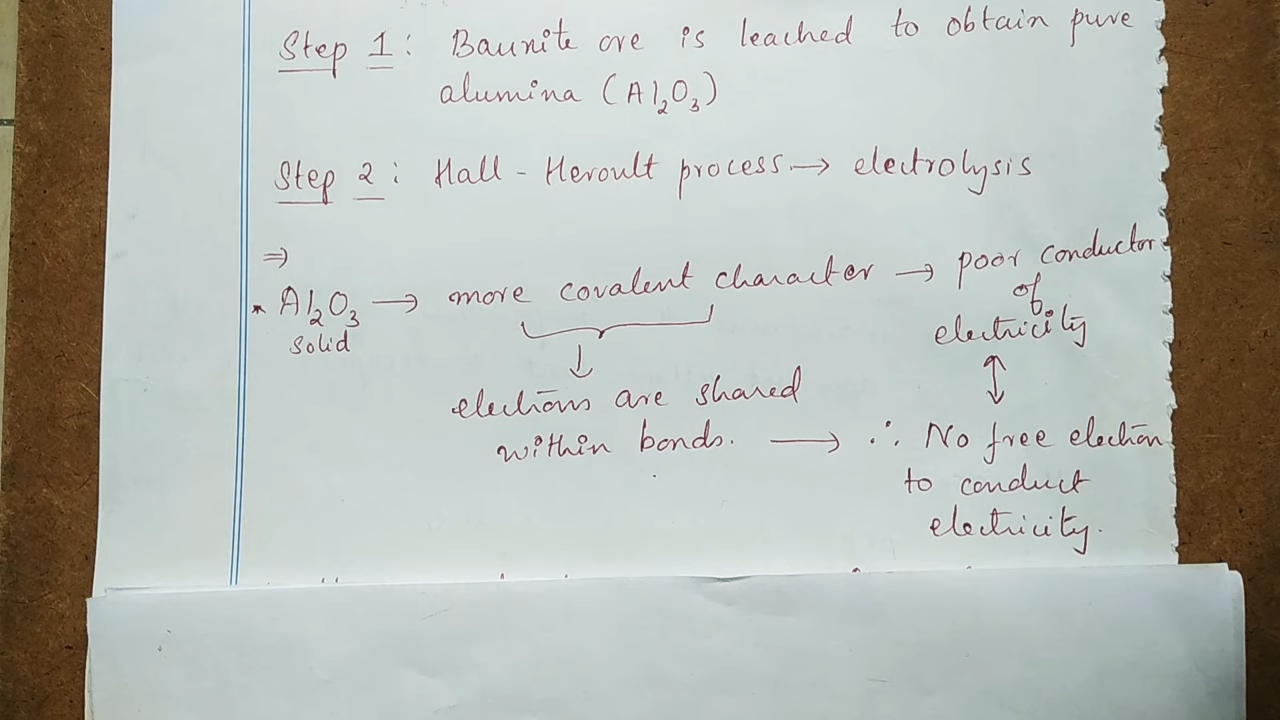 Step 1: Bauxite ore is leached to obtain pure
alumina (Al₂O₃)
Step 2: Hall-Heroult process → electrolysis
⇒
* Al₂O₃ → more covalent character → poor conductor
solid
of
electricity
↓
↕
electrons are shared
within bonds. → ∴ No free electron
to conduct
electricity.